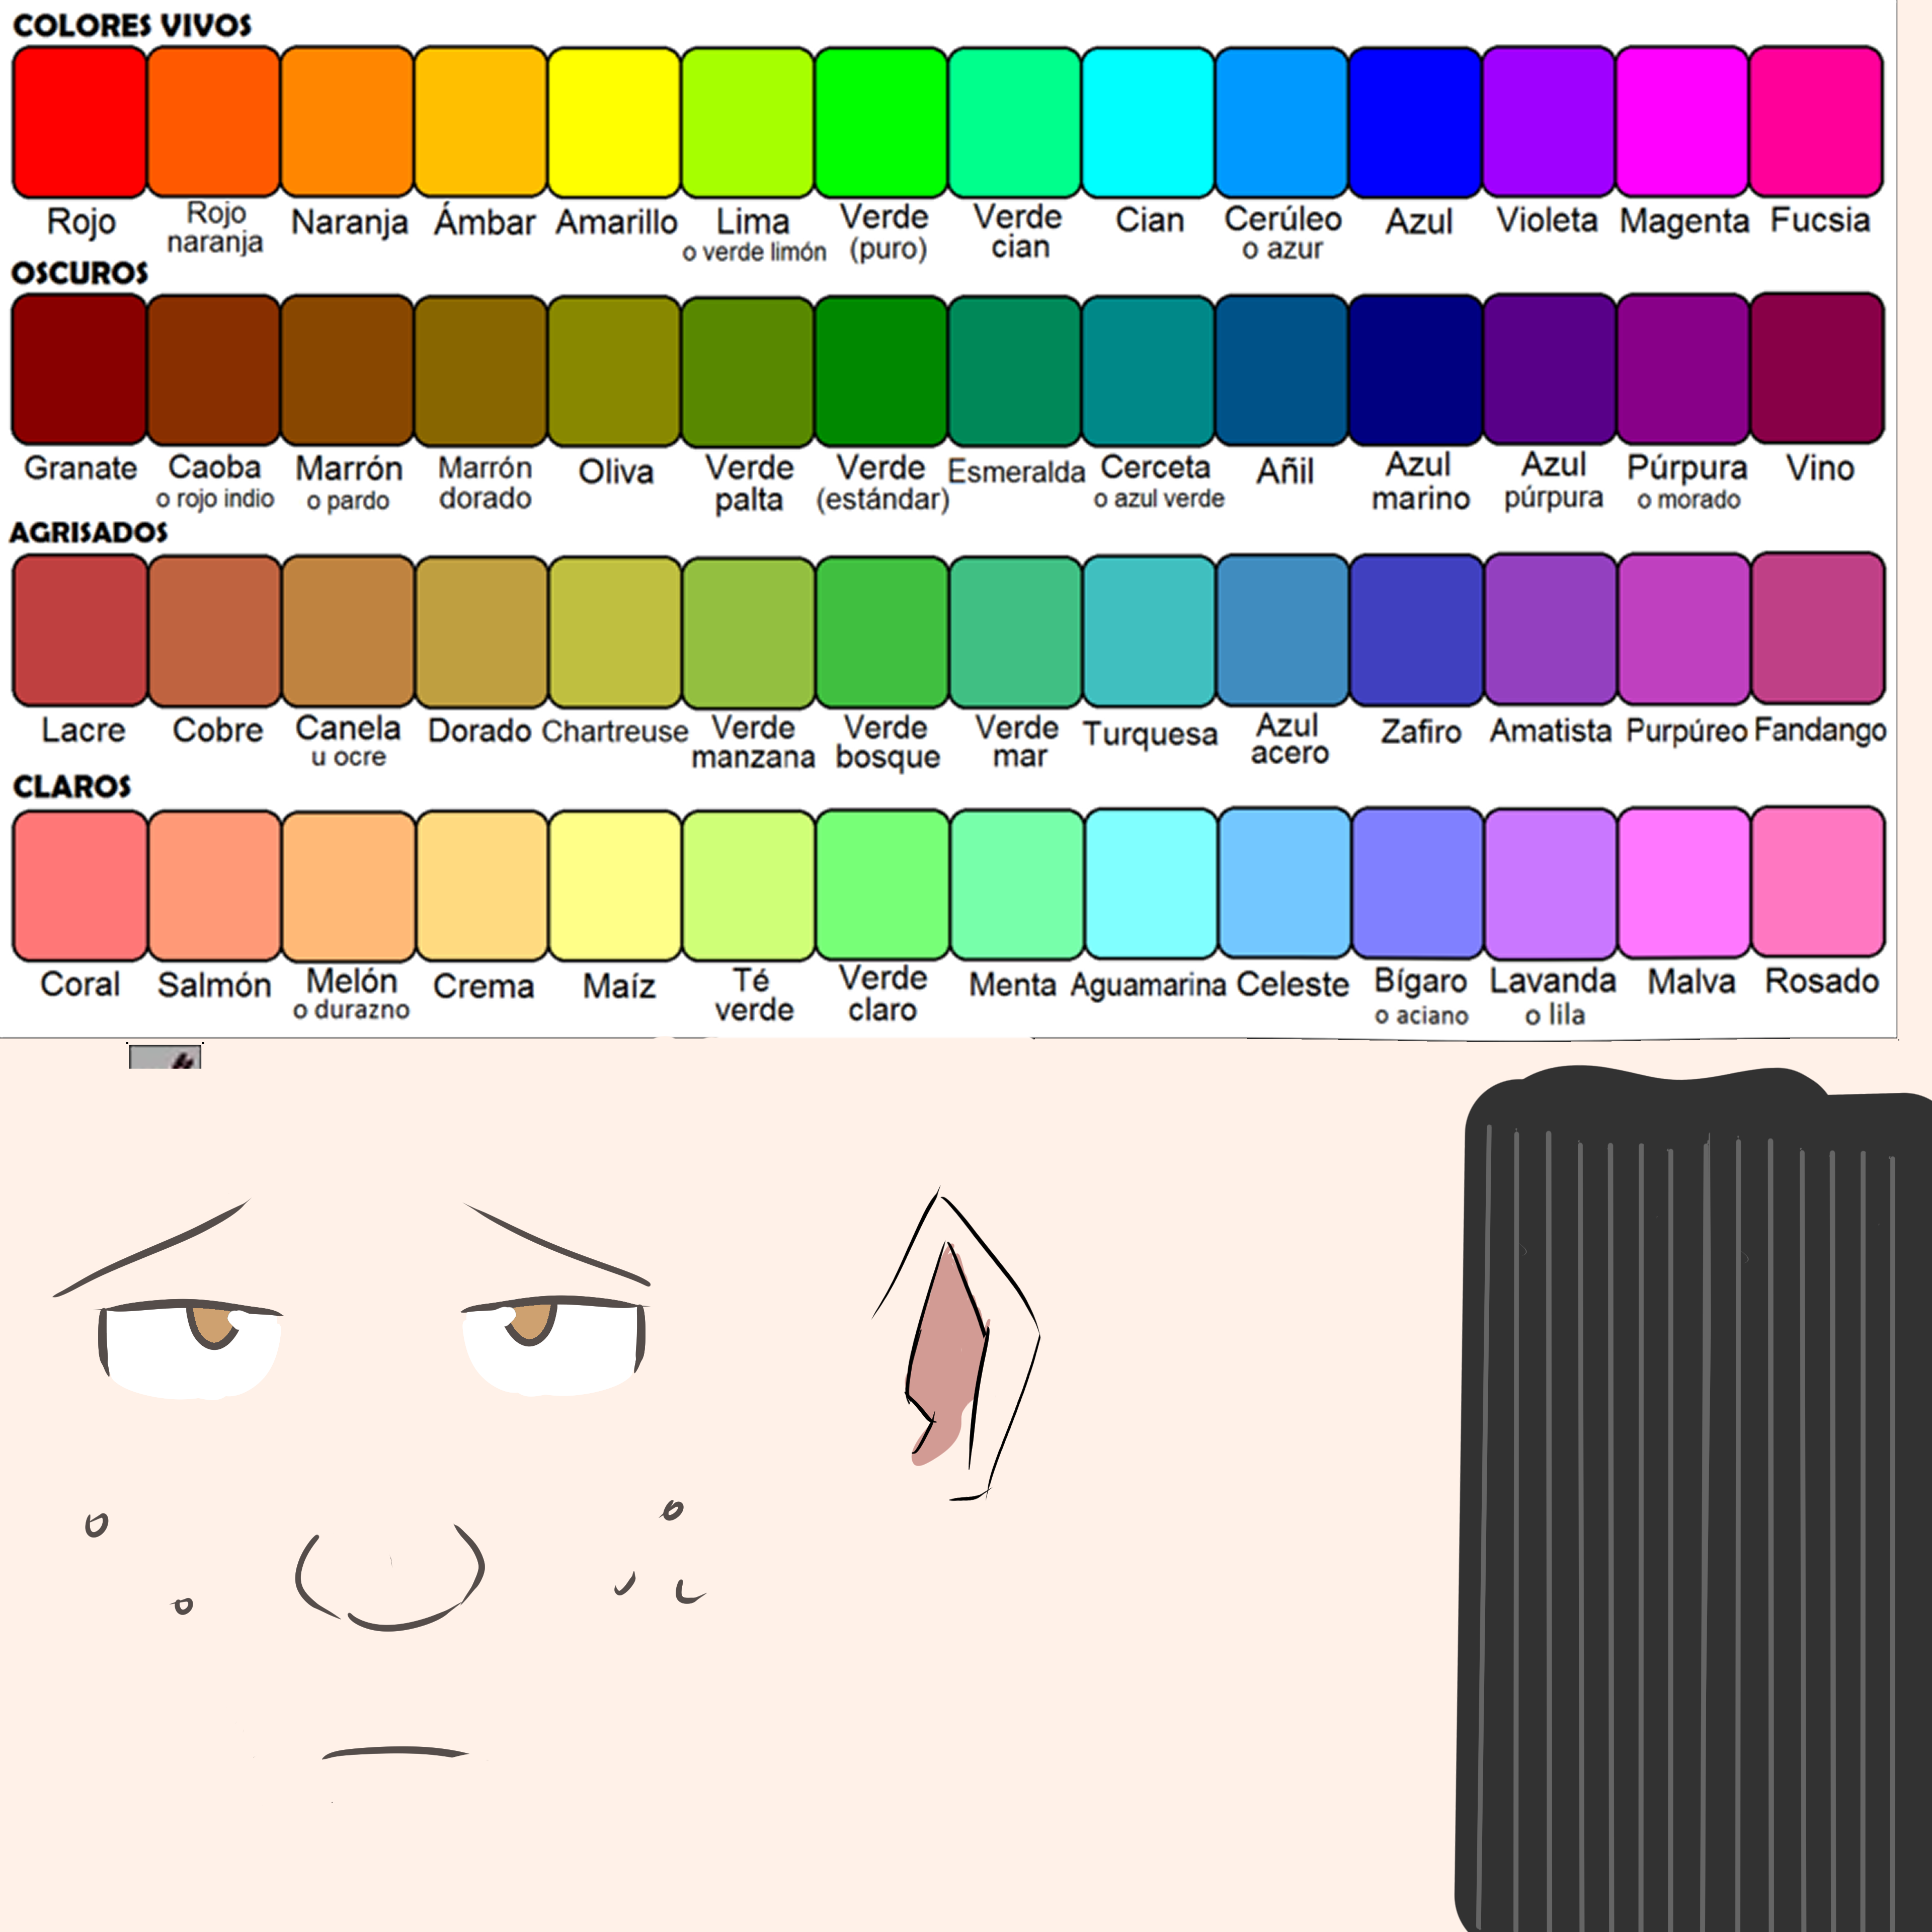 COLORES VIVOS
Rojo
Rojo naranja
Naranja
Ámbar
Amarillo
Lima o verde limón
Verde (puro)
Verde cian
Cian
Cerúleo o azur
Azul
Violeta
Magenta
Fucsia
OSCUROS
Granate
Caoba o rojo indio
Marrón o pardo
Marrón dorado
Oliva
Verde palta
Verde (estándar)
Esmeralda
Cerceta o azul verde
Añil
Azul marino
Azul púrpura
Púrpura o morado
Vino
AGRISADOS
Lacre
Cobre
Canela u ocre
Dorado
Chartreuse
Verde manzana
Verde bosque
Verde mar
Turquesa
Azul acero
Zafiro
Amatista
Purpúreo
Fandango
CLAROS
Coral
Salmón
Melón o durazno
Crema
Maíz
Té verde
Verde claro
Menta
Aguamarina
Celeste
Bígaro o aciano
Lavanda o lila
Malva
Rosado